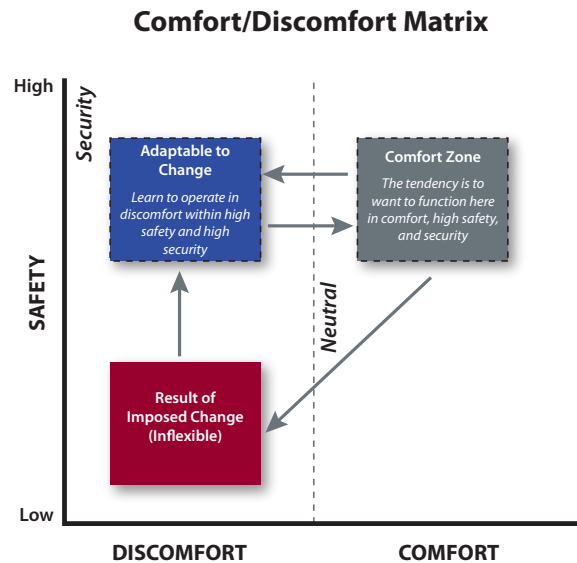 Comfort/Discomfort Matrix
High
Security
Adaptable to
Change
Learn to operate in
discomfort within high
safety and high
security
Comfort Zone
The tendency is to
want to function here
in comfort, high safety,
and security
SAFETY
Neutral
Result of
Imposed Change
(Inflexible)
Low
DISCOMFORT
COMFORT